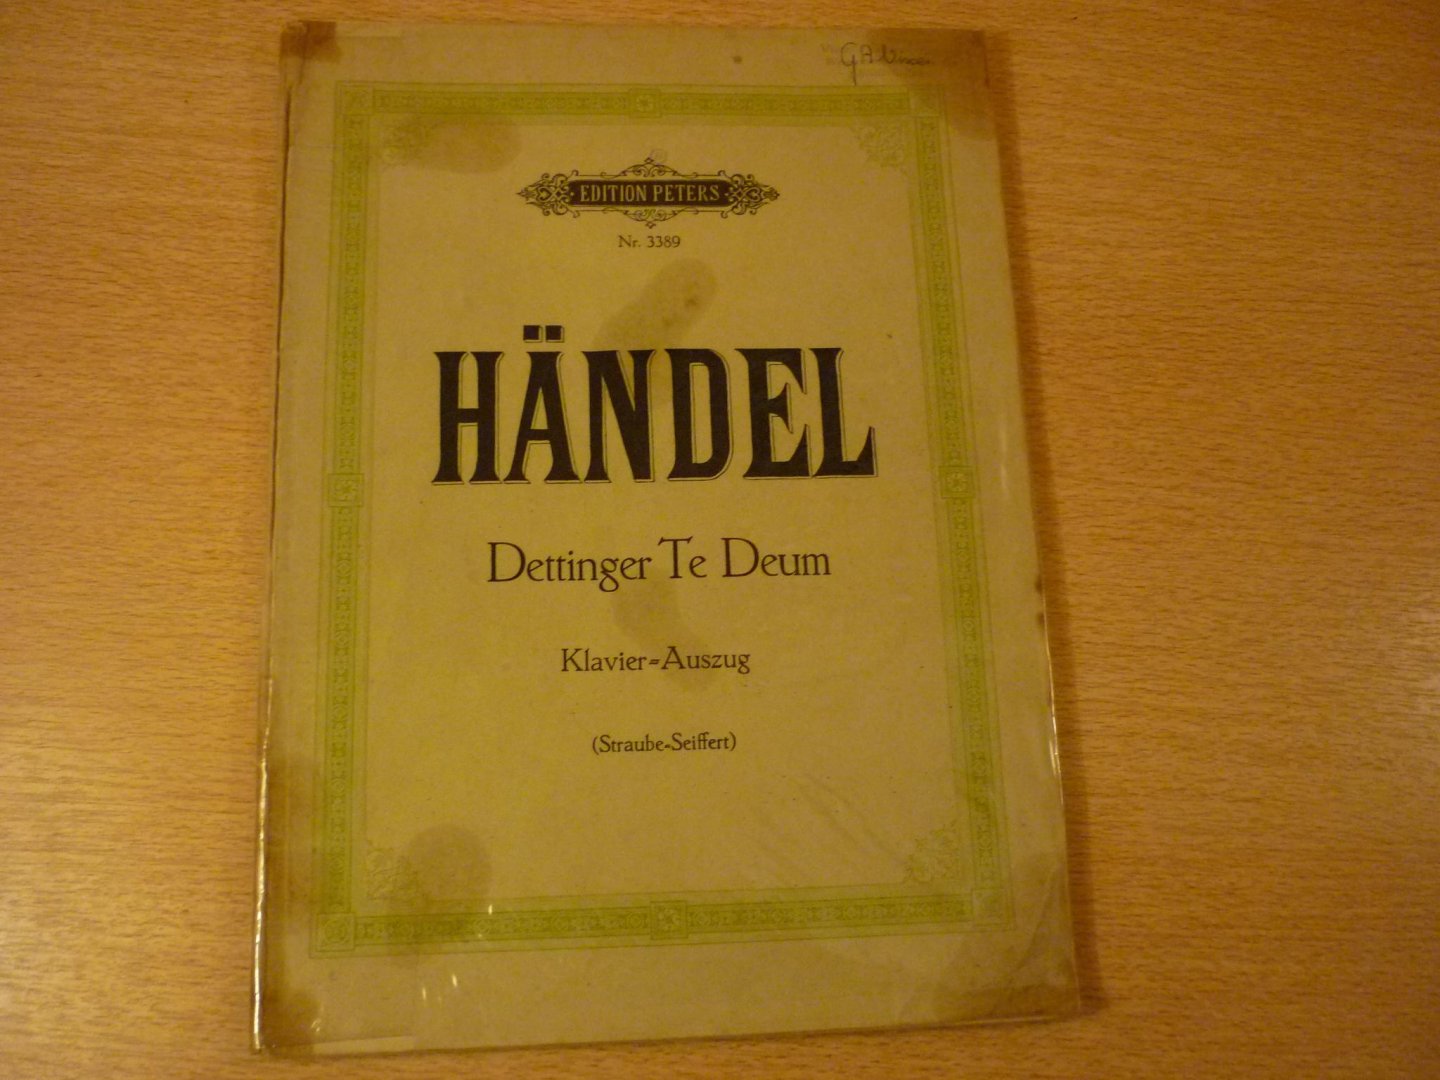 EDITION PETERS
Nr. 3389
HÄNDEL
Dettinger Te Deum
Klavier-Auszug
(Straube-Seiffert)